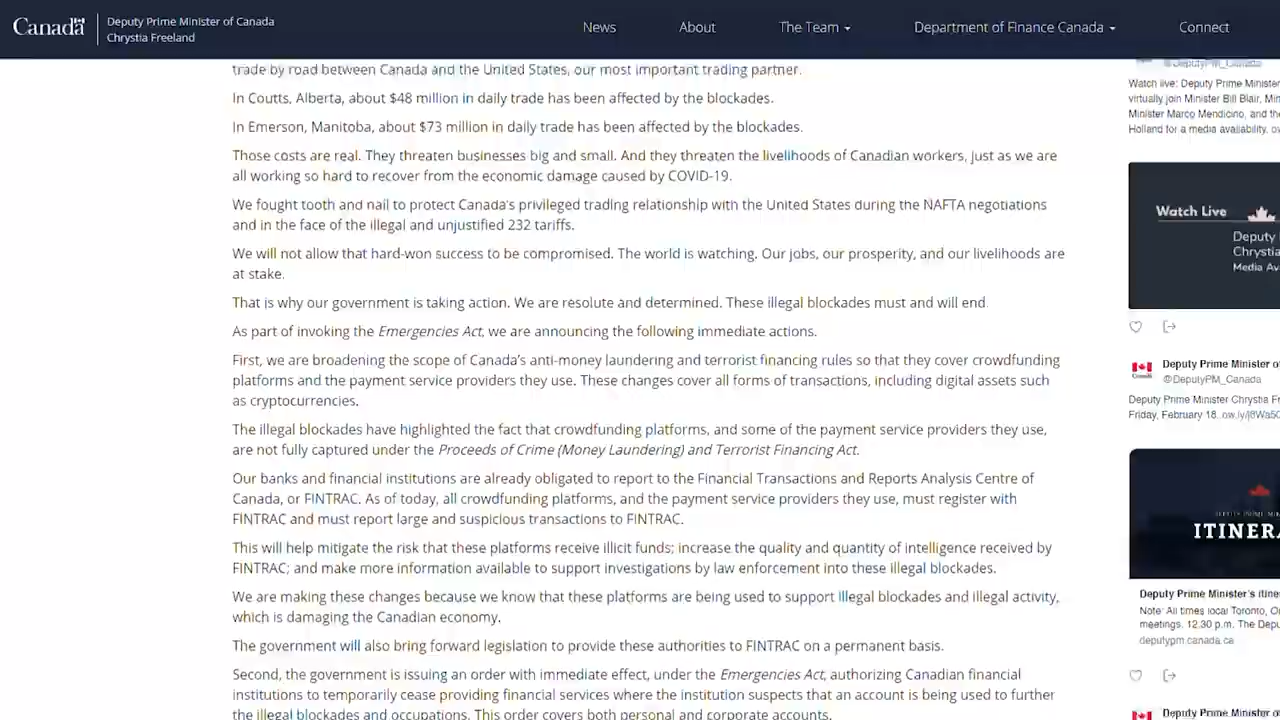 Canada
Deputy Prime Minister of Canada
Chrystia Freeland
News
About
The Team
Department of Finance Canada
Connect
trade by road between Canada and the United States, our most important trading partner.
In Coutts, Alberta, about $48 million in daily trade has been affected by the blockades.
In Emerson, Manitoba, about $73 million in daily trade has been affected by the blockades.
Those costs are real. They threaten businesses big and small. And they threaten the livelihoods of Canadian workers, just as we are
all working so hard to recover from the economic damage caused by COVID-19.
We fought tooth and nail to protect Canada's privileged trading relationship with the United States during the NAFTA negotiations
and in the face of the illegal and unjustified 232 tariffs.
We will not allow that hard-won success to be compromised. The world is watching. Our jobs, our prosperity, and our livelihoods are
at stake.
That is why our government is taking action. We are resolute and determined. These illegal blockades must and will end.
As part of invoking the Emergencies Act, we are announcing the following immediate actions.
First, we are broadening the scope of Canada's anti-money laundering and terrorist financing rules so that they cover crowdfunding
platforms and the payment service providers they use. These changes cover all forms of transactions, including digital assets such
as cryptocurrencies.
The illegal blockades have highlighted the fact that crowdfunding platforms, and some of the payment service providers they use,
are not fully captured under the Proceeds of Crime (Money Laundering) and Terrorist Financing Act.
Our banks and financial institutions are already obligated to report to the Financial Transactions and Reports Analysis Centre of
Canada, or FINTRAC. As of today, all crowdfunding platforms, and the payment service providers they use, must register with
FINTRAC and must report large and suspicious transactions to FINTRAC.
This will help mitigate the risk that these platforms receive illicit funds; increase the quality and quantity of intelligence received by
FINTRAC; and make more information available to support investigations by law enforcement into these illegal blockades.
We are making these changes because we know that these platforms are being used to support illegal blockades and illegal activity,
which is damaging the Canadian economy.
The government will also bring forward legislation to provide these authorities to FINTRAC on a permanent basis.
Second, the government is issuing an order with immediate effect, under the Emergencies Act, authorizing Canadian financial
institutions to temporarily cease providing financial services where the institution suspects that an account is being used to further
the illegal blockades and occupations. This order covers both personal and corporate accounts.
@DeputyPM_Canada
Watch live: Deputy Prime Minister
virtually join Minister Bill Blair, Min
Minister Marco Mendicino, and the
Holland for a media availability.
Watch Live
Deputy
Chrystia
Media Av
Deputy Prime Minister o
@DeputyPM_Canada
Deputy Prime Minister Chrystia Fr
Friday, February 18.
ITINERA
Deputy Prime Minister's itine
Note: All times local Toronto, O
meetings. 12:30 p.m. The Depu
deputypm.canada.ca
Deputy Prime Minister o